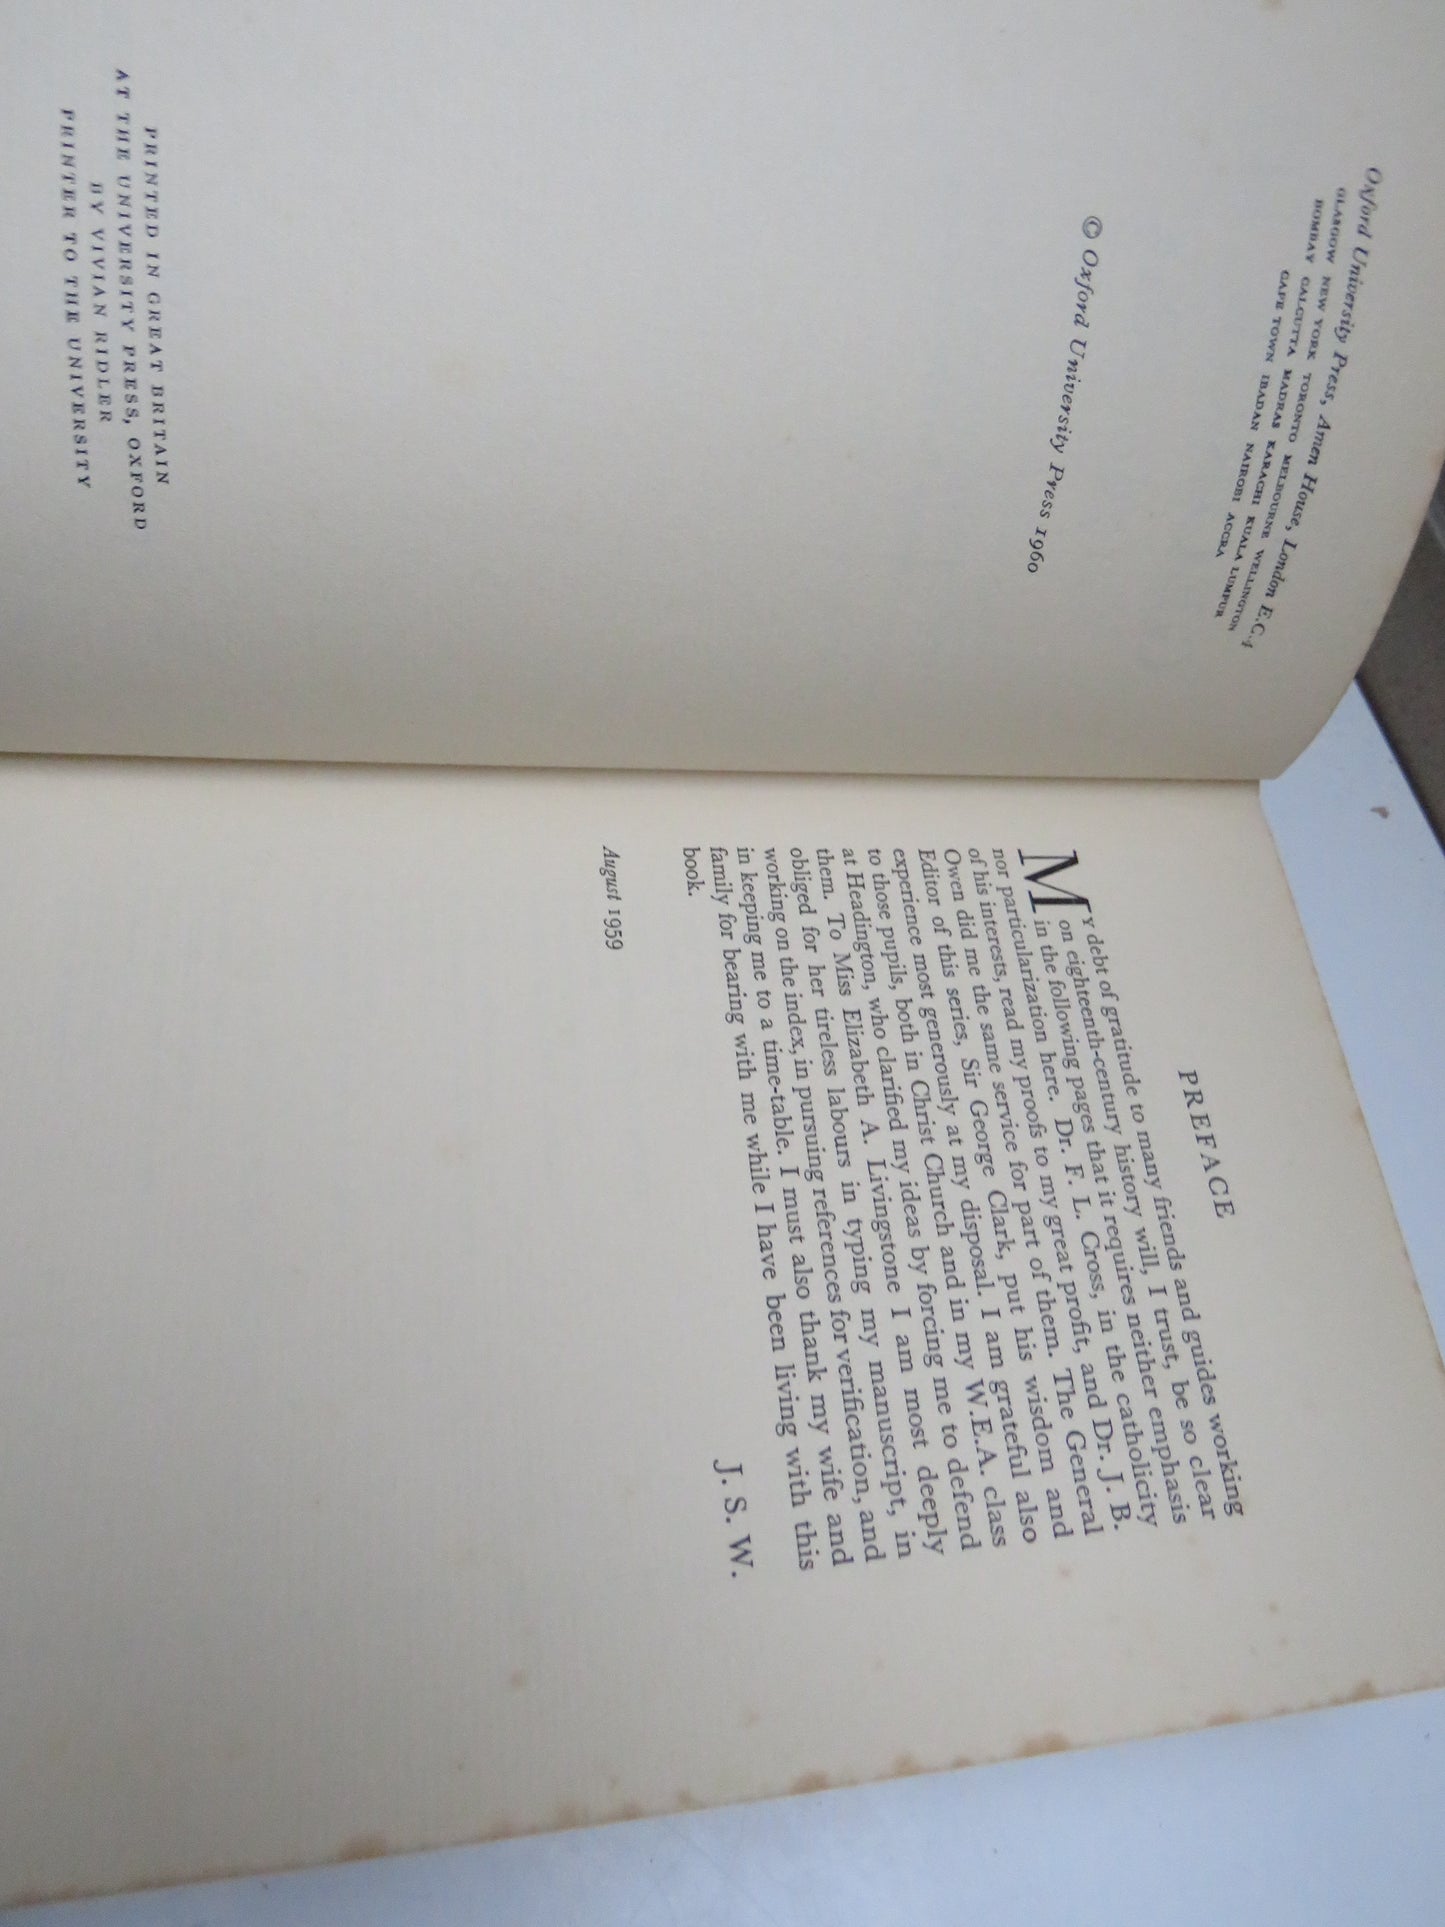 Oxford University Press, Amen House, London E.C.4
GLASGOW NEW YORK TORONTO MELBOURNE WELLINGTON
BOMBAY CALCUTTA MADRAS KARACHI KUALA LUMPUR
CAPE TOWN IBADAN NAIROBI ACCRA
© Oxford University Press 1960
PRINTED IN GREAT BRITAIN
AT THE UNIVERSITY PRESS, OXFORD
BY VIVIAN RIDLER
PRINTER TO THE UNIVERSITY
PREFACE
MY debt of gratitude to many friends and guides working
on eighteenth-century history will, I trust, be so clear
in the following pages that it requires neither emphasis
nor particularization here. Dr. F. L. Cross, in the catholicity
of his interests, read my proofs to my great profit, and Dr. J. B.
Owen did me the same service for part of them. The General
Editor of this series, Sir George Clark, put his wisdom and
experience most generously at my disposal. I am grateful also
to those pupils, both in Christ Church and in my W.E.A. class
at Headington, who clarified my ideas by forcing me to defend
them. To Miss Elizabeth A. Livingstone I am most deeply
obliged for her tireless labours in typing my manuscript, in
working on the index, in pursuing references for verification, and
in keeping me to a time-table. I must also thank my wife and
family for bearing with me while I have been living with this
book.
J. S. W.
August 1959